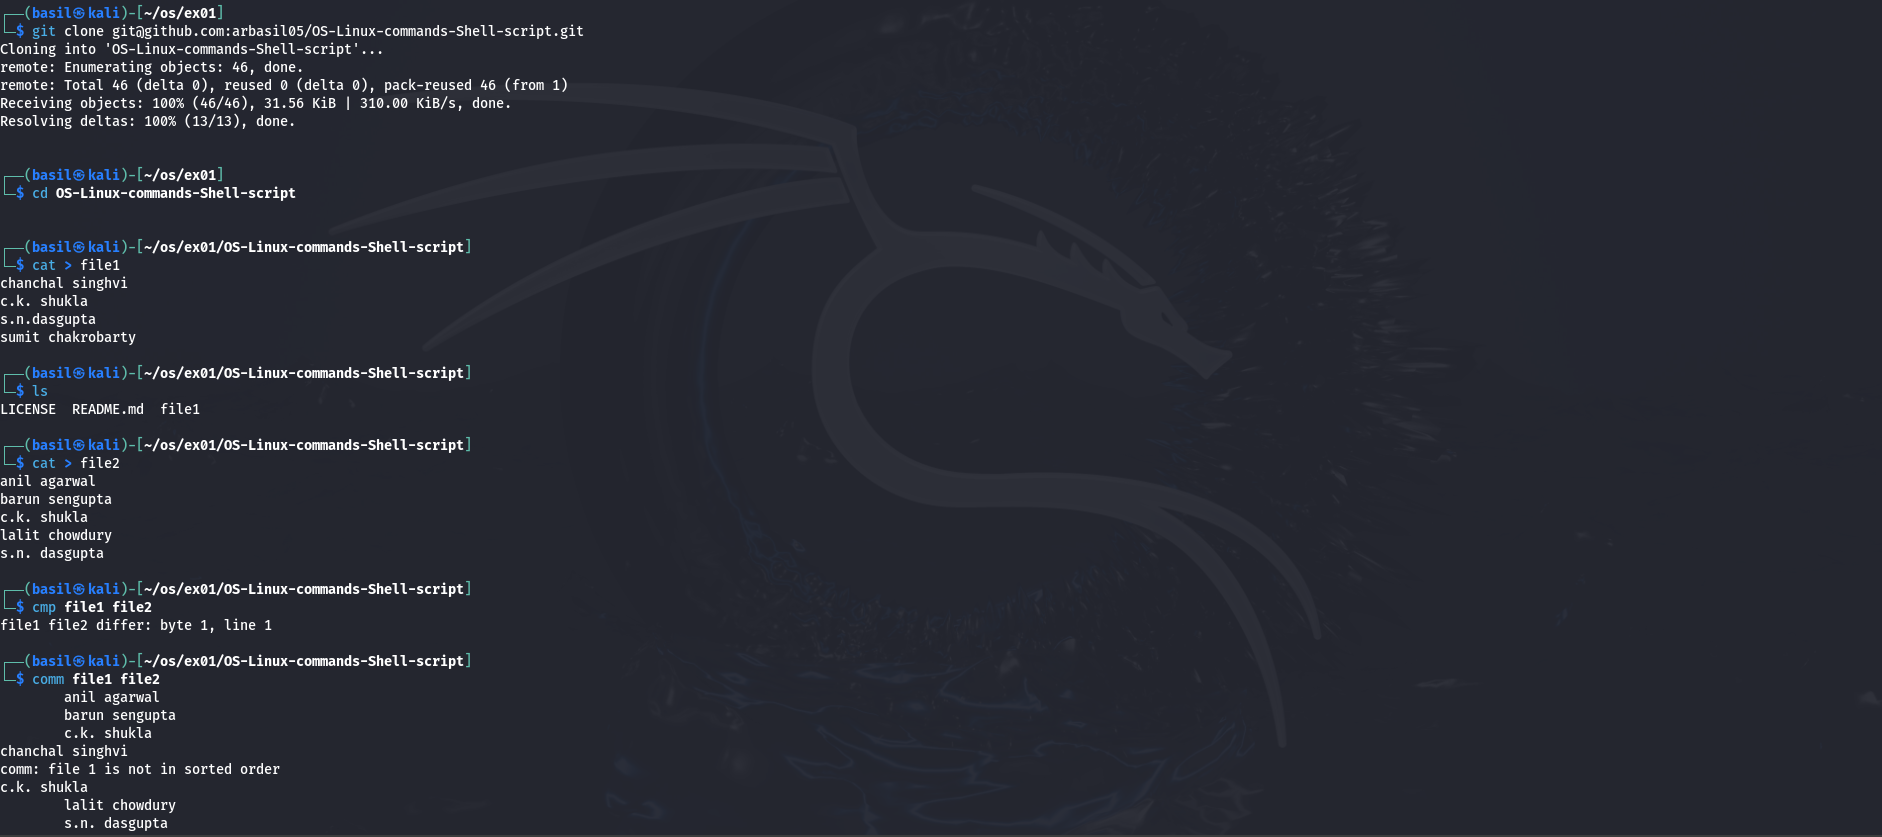 ┌──(basil㉿kali)-[~/os/ex01]
└─$ git clone git@github.com:arbasil05/OS-Linux-commands-Shell-script.git
Cloning into 'OS-Linux-commands-Shell-script'...
remote: Enumerating objects: 46, done.
remote: Total 46 (delta 0), reused 0 (delta 0), pack-reused 46 (from 1)
Receiving objects: 100% (46/46), 31.56 KiB | 310.00 KiB/s, done.
Resolving deltas: 100% (13/13), done.
┌──(basil㉿kali)-[~/os/ex01]
└─$ cd OS-Linux-commands-Shell-script
┌──(basil㉿kali)-[~/os/ex01/OS-Linux-commands-Shell-script]
└─$ cat > file1
chanchal singhvi
c.k. shukla
s.n.dasgupta
sumit chakrobarty
┌──(basil㉿kali)-[~/os/ex01/OS-Linux-commands-Shell-script]
└─$ ls
LICENSE  README.md  file1
┌──(basil㉿kali)-[~/os/ex01/OS-Linux-commands-Shell-script]
└─$ cat > file2
anil agarwal
barun sengupta
c.k. shukla
lalit chowdury
s.n. dasgupta
┌──(basil㉿kali)-[~/os/ex01/OS-Linux-commands-Shell-script]
└─$ cmp file1 file2
file1 file2 differ: byte 1, line 1
┌──(basil㉿kali)-[~/os/ex01/OS-Linux-commands-Shell-script]
└─$ comm file1 file2
        anil agarwal
        barun sengupta
        c.k. shukla
chanchal singhvi
comm: file 1 is not in sorted order
c.k. shukla
        lalit chowdury
        s.n. dasgupta